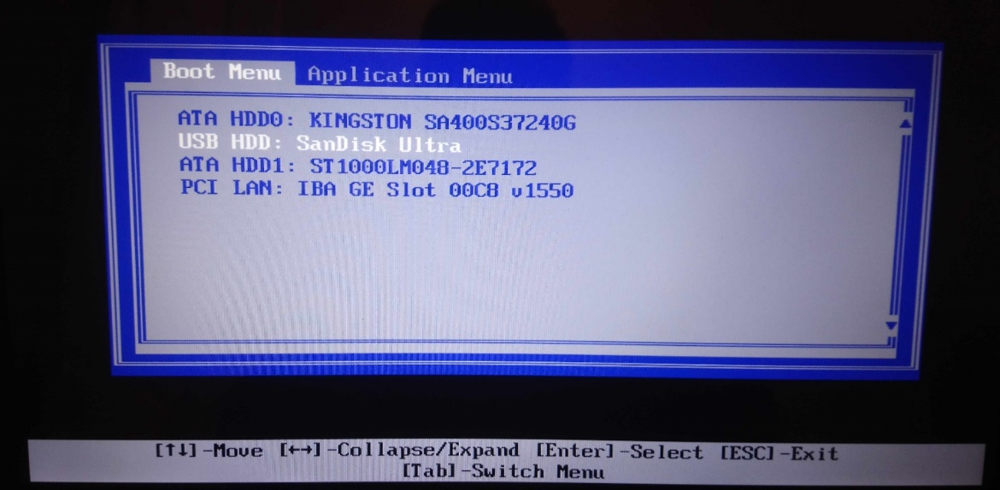 Boot Menu Application Menu
ATA HDD0: KINGSTON SA400S37240G
USB HDD: SanDisk Ultra
ATA HDD1: ST1000LM048-2E7172
PCI LAN: IBA GE Slot 00C8 v1550
[↑↓]-Move [←→]-Collapse/Expand [Enter]-Select [ESC]-Exit
[Tab]-Switch Menu